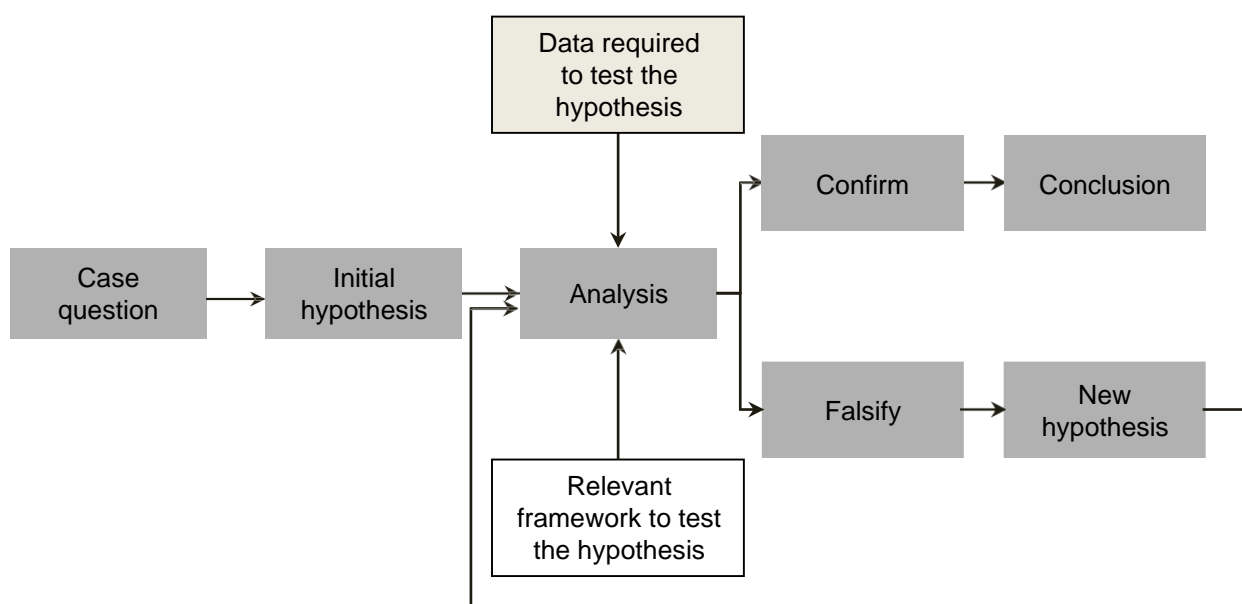 Data required
to test the
hypothesis
Confirm
Conclusion
Case
question
Initial
hypothesis
Analysis
Falsify
New
hypothesis
Relevant
framework to test
the hypothesis